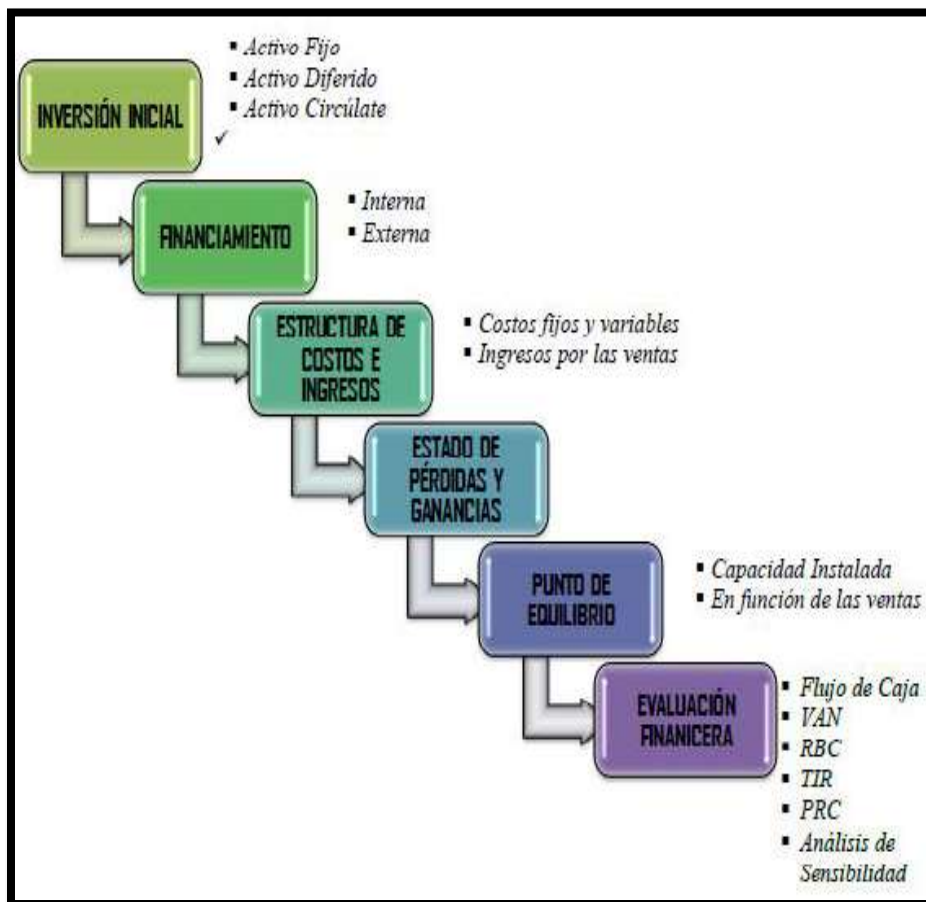 ▪ Activo Fijo
▪ Activo Diferido
▪ Activo Circúlate
✓
INVERSIÓN INICIAL
▪ Interna
▪ Externa
FINANCIAMIENTO
▪ Costos fijos y variables
▪ Ingresos por las ventas
ESTRUCTURA DE
COSTOS E
INGRESOS
ESTADO DE
PÉRDIDAS Y
GANANCIAS
▪ Capacidad Instalada
▪ En función de las ventas
PUNTO DE
EQUILIBRIO
▪ Flujo de Caja
▪ VAN
▪ RBC
▪ TIR
▪ PRC
▪ Análisis de
Sensibilidad
EVALUACIÓN
FINANICERA